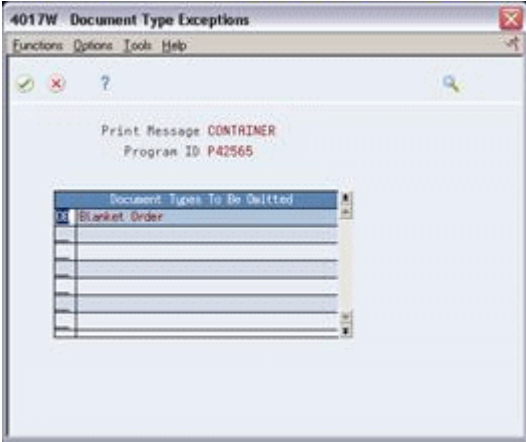 4017W Document Type Exceptions
Functions Options Tools Help
?
Print Message CONTAINER
Program ID P42565
Document Types To Be Omitted
Blanket Order